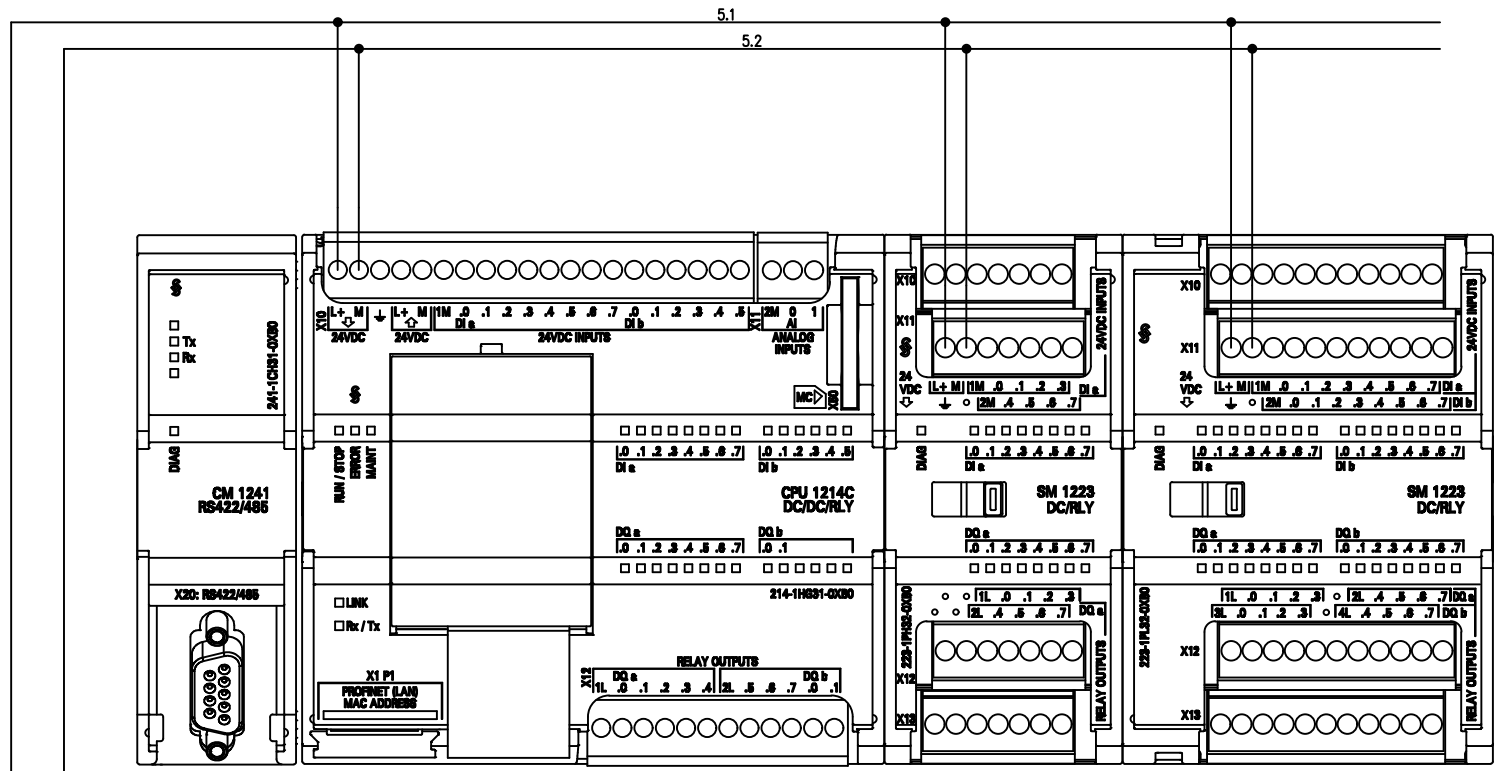 5.1
5.2
Tx
Rx
241-1CH31-0XB0
DIAG
CM 1241
RS422/485
X20: RS422/485
X10
L+ M
24VDC
L+ M
24VDC
1M .0 .1 .2 .3 .4 .5 .6 .7 .0 .1 .2 .3 .4 .5
DI a
DI b
24VDC INPUTS
X11
2M 0 1
AI
ANALOG
INPUTS
MC
X50
RUN / STOP
ERROR
MAINT
.0 .1 .2 .3 .4 .5 .6 .7
DI a
.0 .1 .2 .3 .4 .5
DI b
CPU 1214C
DC/DC/RLY
DQ a
.0 .1 .2 .3 .4 .5 .6 .7
DQ b
.0 .1
214-1HG31-0XB0
LINK
Rx / Tx
X1 P1
PROFINET (LAN)
MAC ADDRESS
RELAY OUTPUTS
X12
DQ a
DQ b
1L .0 .1 .2 .3 .4 2L .5 .6 .7 .0 .1
X10
X11
24VDC INPUTS
24
VDC
L+ M 1M .0 .1 .2 .3
2M .4 .5 .6 .7
DI a
DIAG
.0 .1 .2 .3 .4 .5 .6 .7
DI a
SM 1223
DC/RLY
DQ a
.0 .1 .2 .3 .4 .5 .6 .7
223-1PH32-0XB0
1L .0 .1 .2 .3
2L .4 .5 .6 .7
DQ a
RELAY OUTPUTS
X12
X13
X10
X11
24VDC INPUTS
24
VDC
L+ M 1M .0 .1 .2 .3 .4 .5 .6 .7 DI a
2M .0 .1 .2 .3 .4 .5 .6 .7 DI b
DIAG
.0 .1 .2 .3 .4 .5 .6 .7
DI a
.0 .1 .2 .3 .4 .5 .6 .7
DI b
SM 1223
DC/RLY
DQ a
.0 .1 .2 .3 .4 .5 .6 .7
DQ b
.0 .1 .2 .3 .4 .5 .6 .7
223-1PL32-0XB0
1L .0 .1 .2 .3 2L .4 .5 .6 .7 DQ a
3L .0 .1 .2 .3 4L .4 .5 .6 .7 DQ b
RELAY OUTPUTS
X12
X13